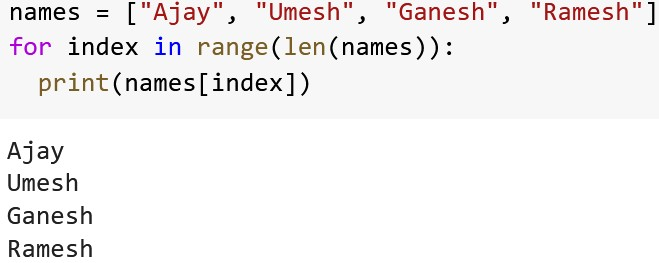 names = ["Ajay", "Umesh", "Ganesh", "Ramesh"]
for index in range(len(names)):
  print(names[index])
Ajay
Umesh
Ganesh
Ramesh